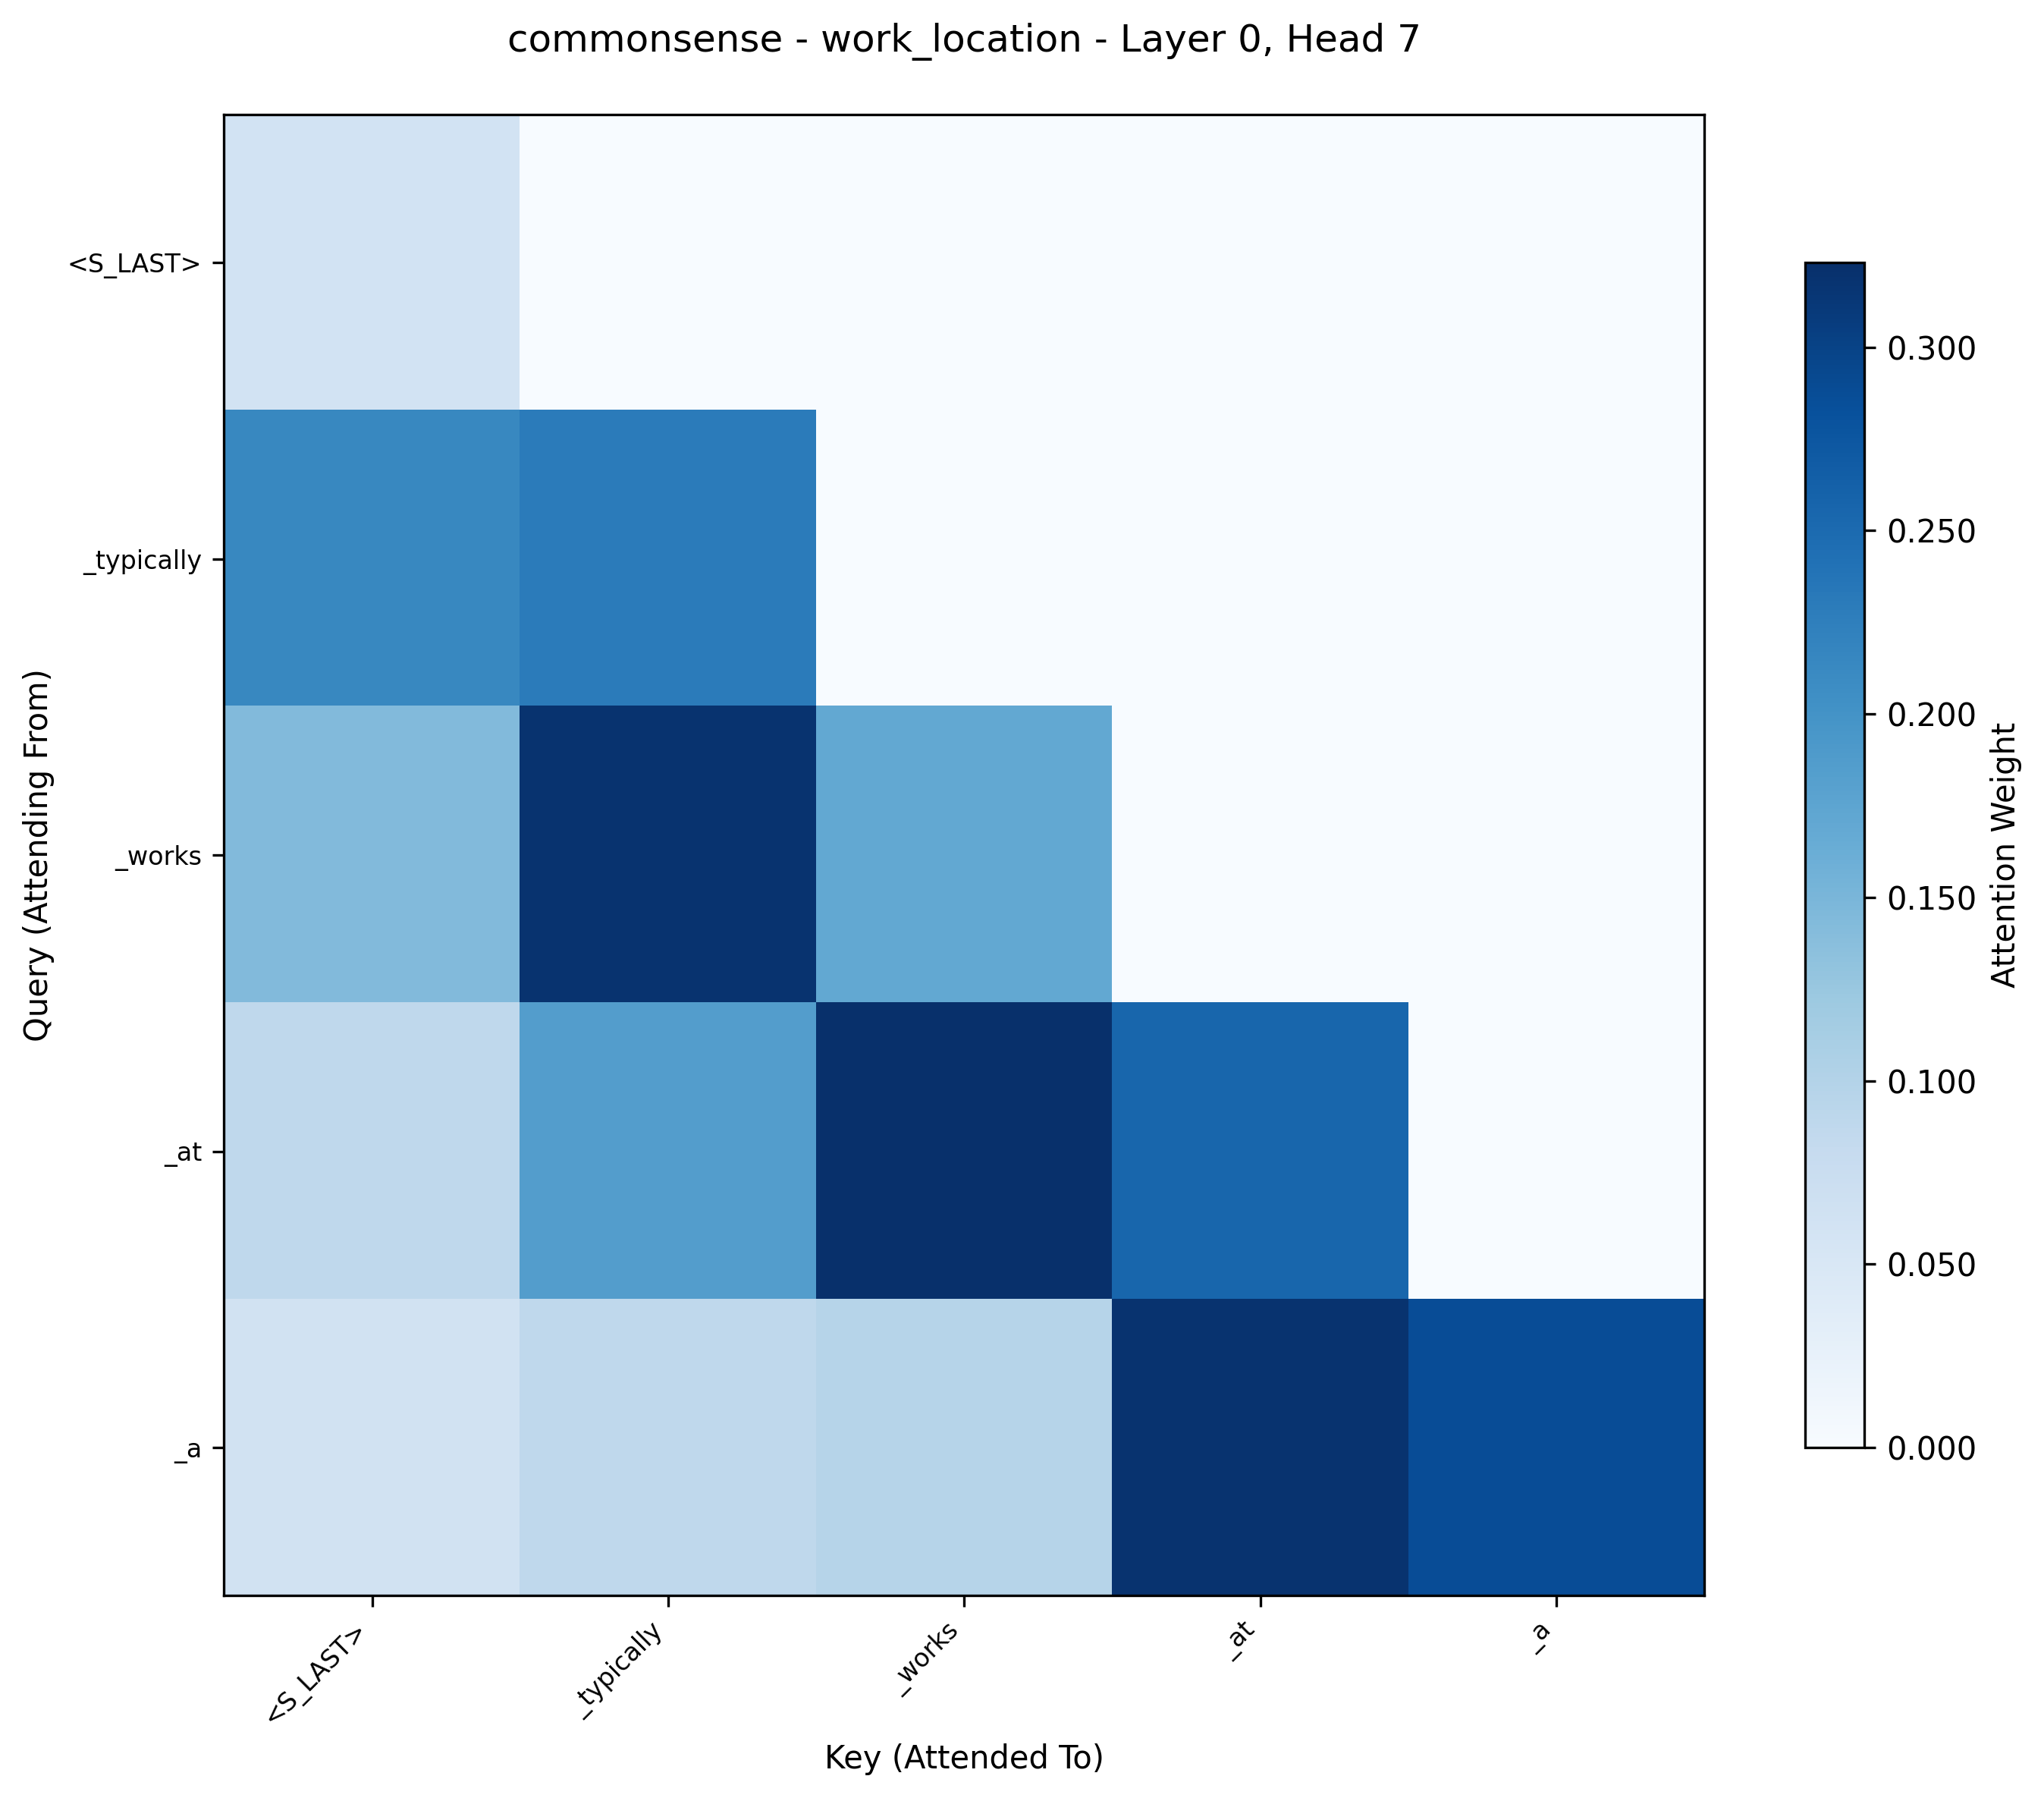 commonsense - work_location - Layer 0, Head 7
Query (Attending From)
<S_LAST>
_typically
_works
_at
_a
<S_LAST>
_typically
_works
_at
_a
Key (Attended To)
0.300
0.250
0.200
0.150
0.100
0.050
0.000
Attention Weight